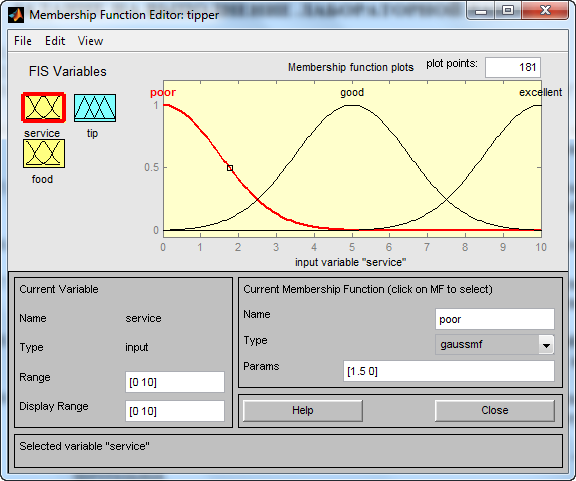 Membership Function Editor: tipper
File Edit View
FIS Variables
service
tip
food
Membership function plots
plot points:
181
poor
good
excellent
1
0.5
0
0 1 2 3 4 5 6 7 8 9 10
input variable "service"
Current Variable
Name service
Type input
Range [0 10]
Display Range [0 10]
Current Membership Function (click on MF to select)
Name poor
Type gaussmf
Params [1.5 0]
Help Close
Selected variable "service"